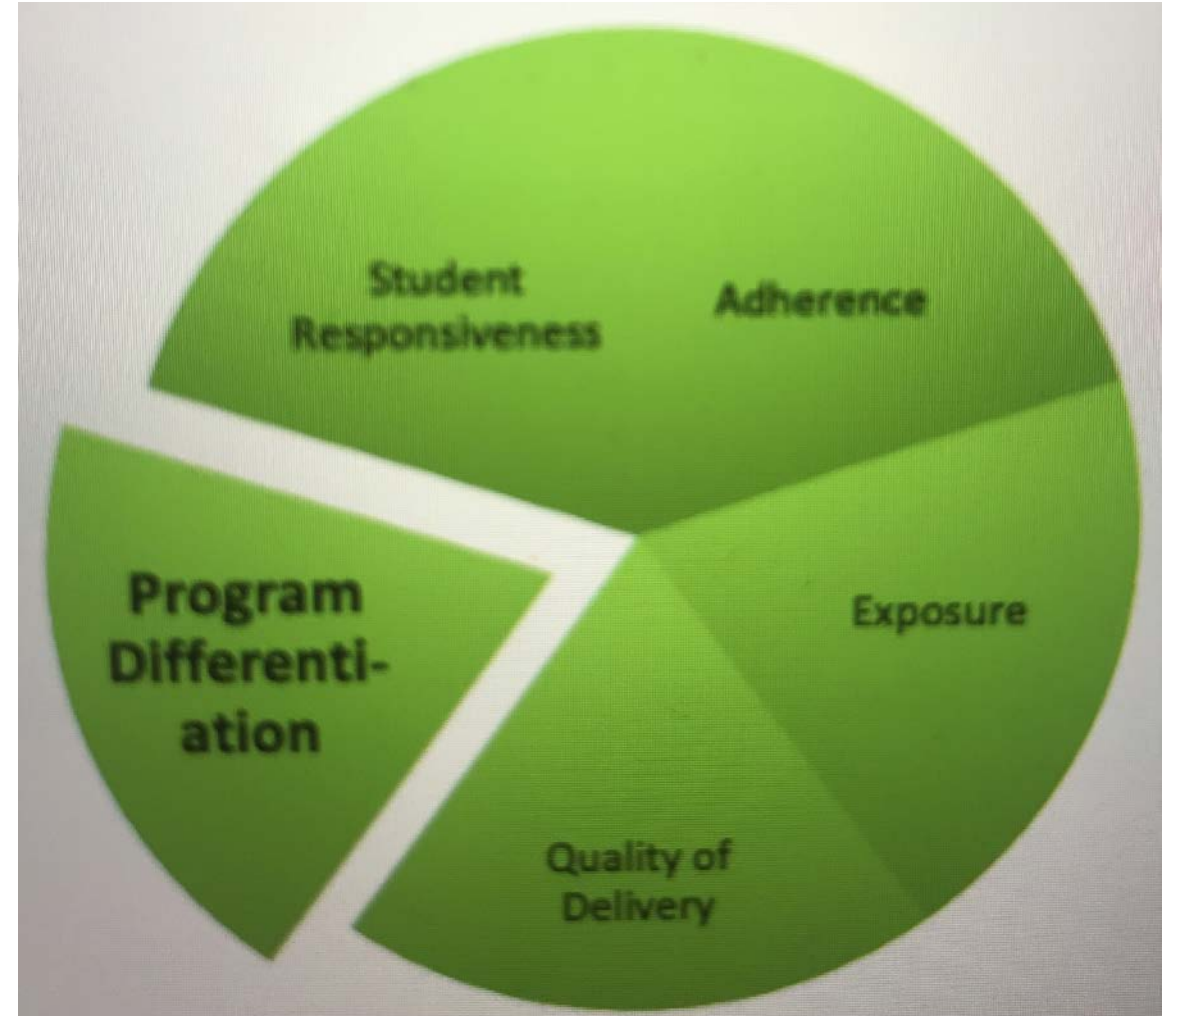 Student
Responsiveness
Adherence
Exposure
Quality of
Delivery
Program
Differenti-
ation